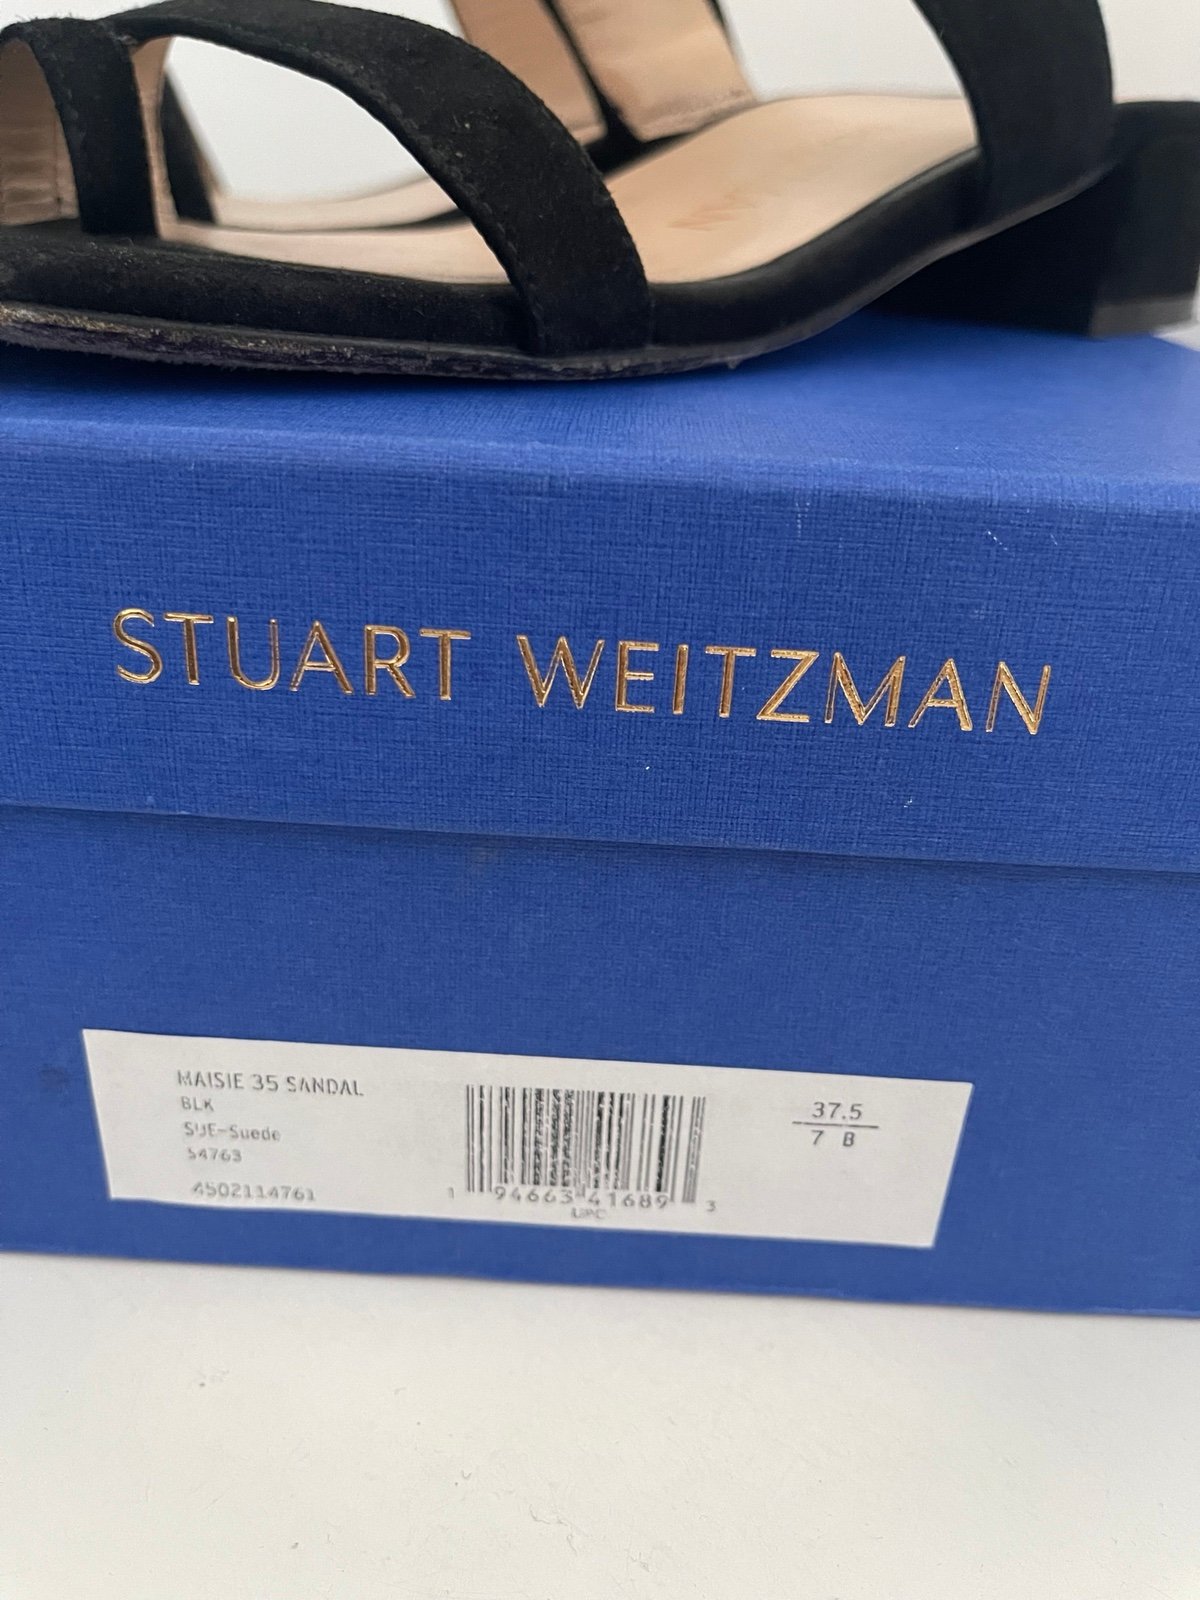 STUART WEITZMAN
MAISIE 35 SANDAL
BLK
SUE-Suede
54763
4502114761
1 94663 41689 3
UPC
37.5
7 B